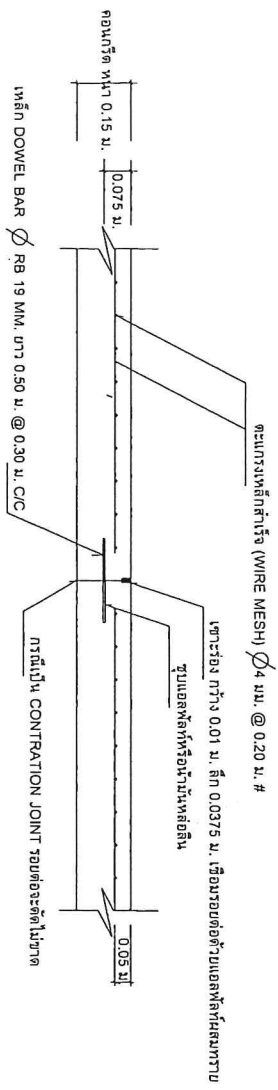 ตะแกรงเหล็กสำเร็จ (WIRE MESH) ∅4 มม. @ 0.20 ม. #
เซาะร่อง กว้าง 0.01 ม. ลึก 0.0375 ม. เชื่อมรอยต่อด้วยแอสฟัลท์ผสมทราย
ชุบแอสฟัลท์หรือน้ำมันหล่อลื่น
คอนกรีต หนา 0.15 ม.
0.075 ม.
0.05 ม
กรณีเป็น CONTRATION JOINT รอยต่อจะตัดไม่ขาด
เหล็ก DOWEL BAR ∅ RB 19 MM. ยาว 0.50 ม. @ 0.30 ม. C/C